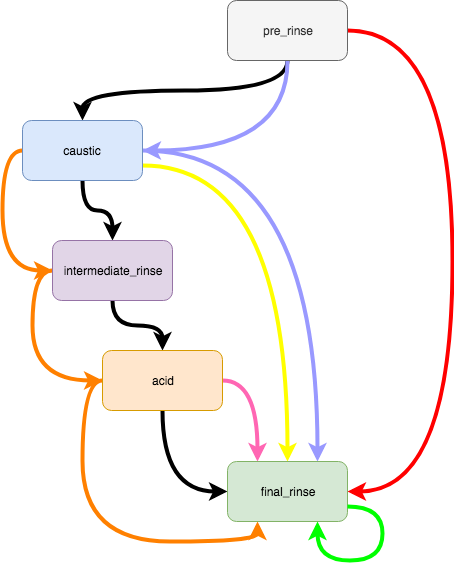 pre_rinse
caustic
intermediate_rinse
acid
final_rinse